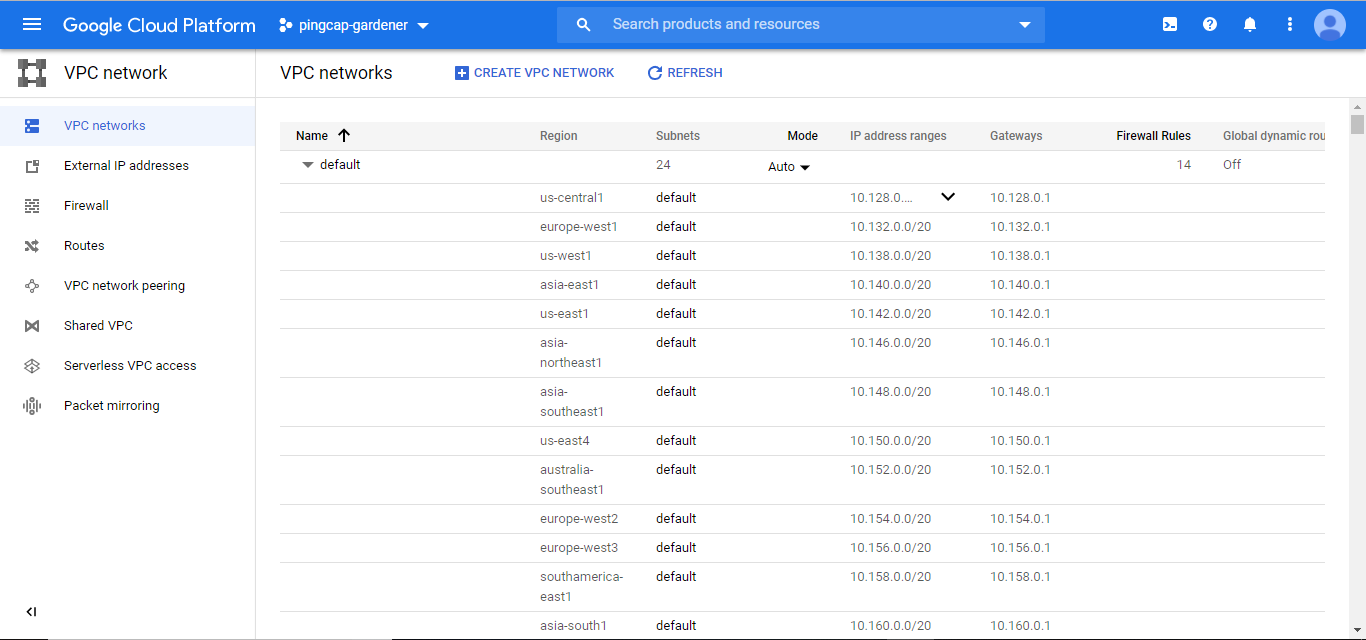 Google Cloud Platform
pingcap-gardener
Search products and resources
VPC network
VPC networks
External IP addresses
Firewall
Routes
VPC network peering
Shared VPC
Serverless VPC access
Packet mirroring
VPC networks
CREATE VPC NETWORK
REFRESH
Name Region Subnets Mode IP address ranges Gateways Firewall Rules Global dynamic rou
default 24 Auto 14 Off
us-central1 default 10.128.0.... 10.128.0.1
europe-west1 default 10.132.0.0/20 10.132.0.1
us-west1 default 10.138.0.0/20 10.138.0.1
asia-east1 default 10.140.0.0/20 10.140.0.1
us-east1 default 10.142.0.0/20 10.142.0.1
asia- default 10.146.0.0/20 10.146.0.1
northeast1
asia- default 10.148.0.0/20 10.148.0.1
southeast1
us-east4 default 10.150.0.0/20 10.150.0.1
australia- default 10.152.0.0/20 10.152.0.1
southeast1
europe-west2 default 10.154.0.0/20 10.154.0.1
europe-west3 default 10.156.0.0/20 10.156.0.1
southamerica- default 10.158.0.0/20 10.158.0.1
east1
asia-south1 default 10.160.0.0/20 10.160.0.1